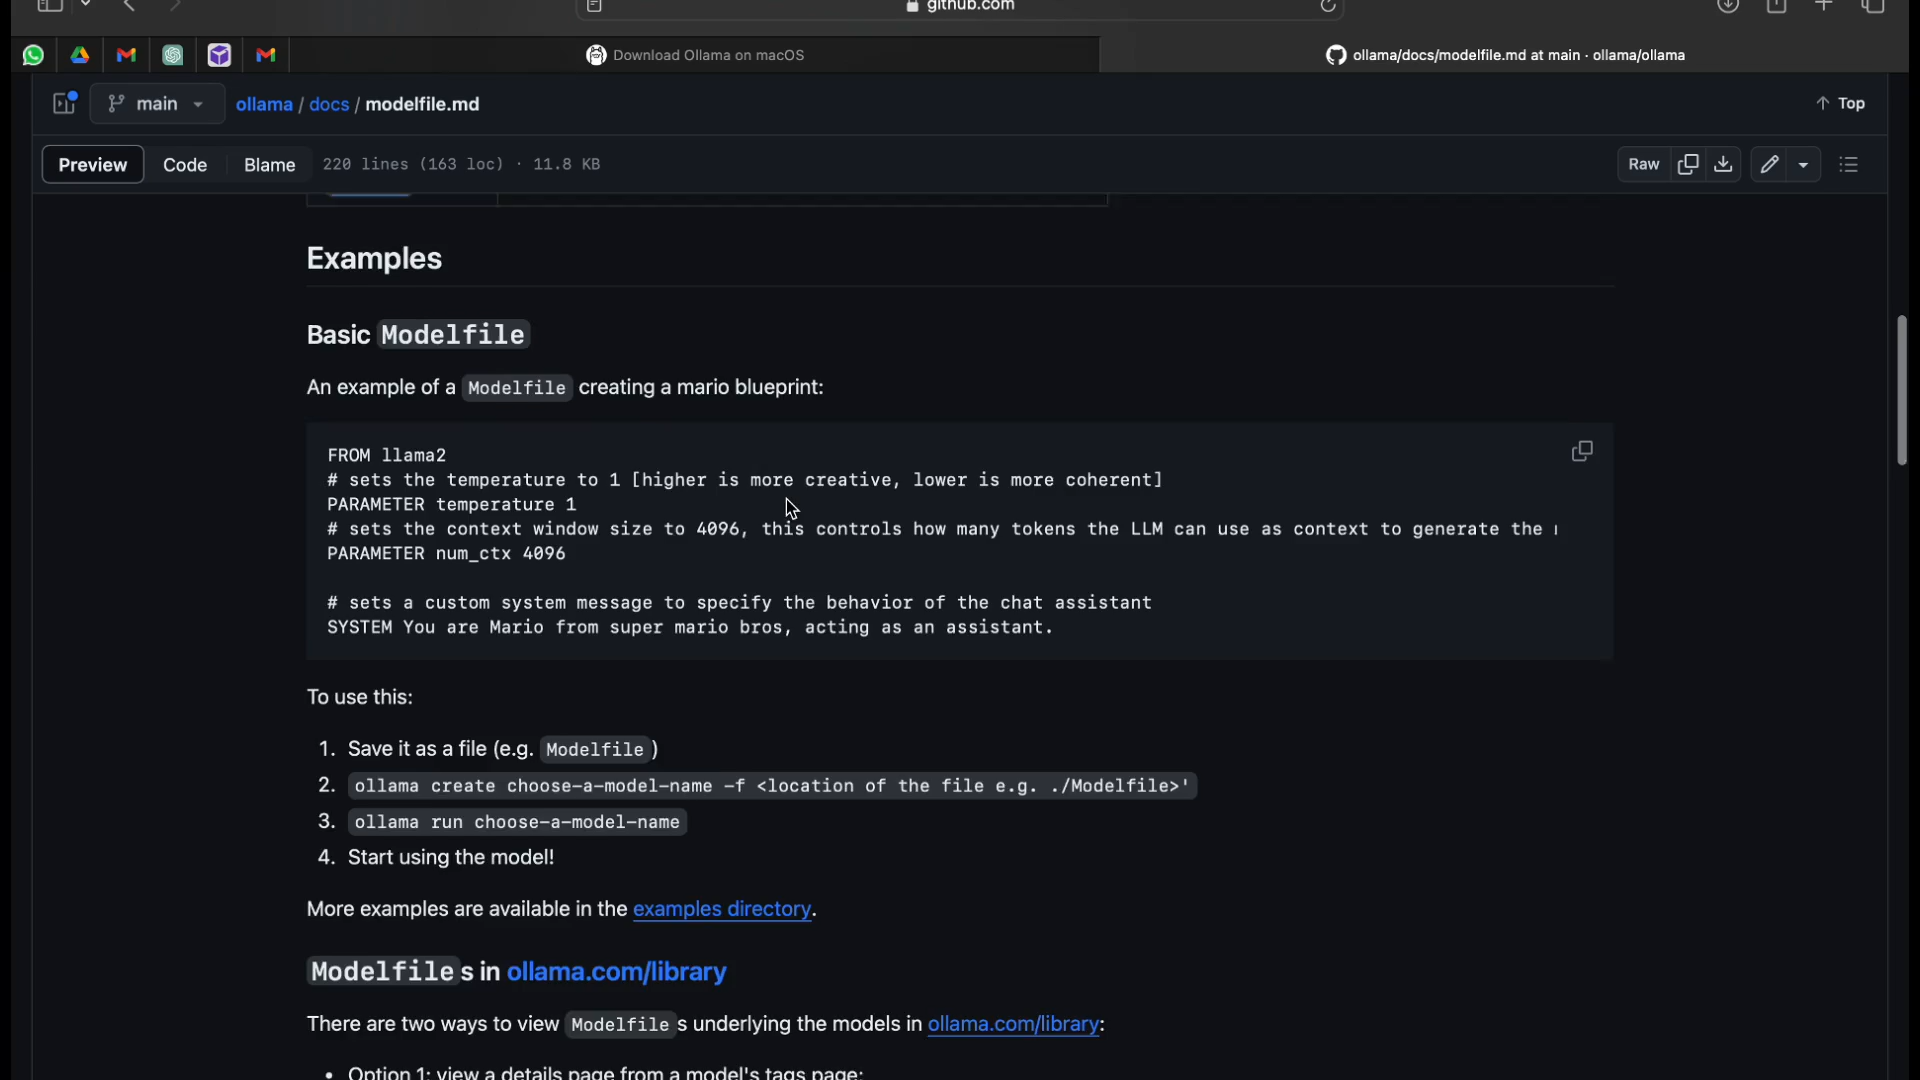 github.com
Download Ollama on macOS
ollama/docs/modelfile.md at main · ollama/ollama
main
ollama / docs / modelfile.md
Top
Preview
Code
Blame
220 lines (163 loc) · 11.8 KB
Raw
Examples
Basic Modelfile
An example of a Modelfile creating a mario blueprint:
FROM llama2
# sets the temperature to 1 [higher is more creative, lower is more coherent]
PARAMETER temperature 1
# sets the context window size to 4096, this controls how many tokens the LLM can use as context to generate the
PARAMETER num_ctx 4096
# sets a custom system message to specify the behavior of the chat assistant
SYSTEM You are Mario from super mario bros, acting as an assistant.
To use this:
1. Save it as a file (e.g. Modelfile )
2. ollama create choose-a-model-name -f <location of the file e.g. ./Modelfile>'
3. ollama run choose-a-model-name
4. Start using the model!
More examples are available in the examples directory.
Modelfile s in ollama.com/library
There are two ways to view Modelfile s underlying the models in ollama.com/library:
• Option 1: view a details page from a model's tags page: